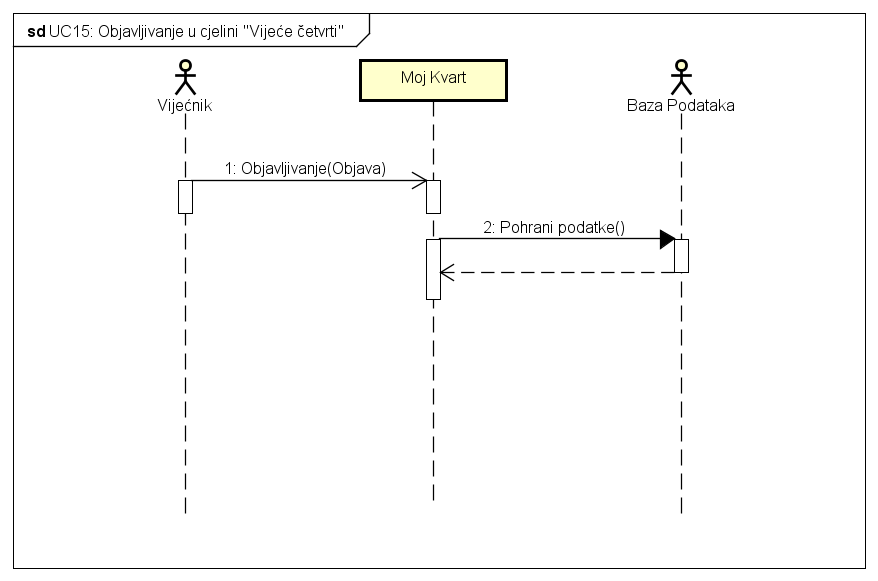 sd UC15: Objavljivanje u cjelini "Vijeće četvrti"
Vijećnik
Moj Kvart
Baza Podataka
1: Objavljivanje(Objava)
2: Pohrani podatke()